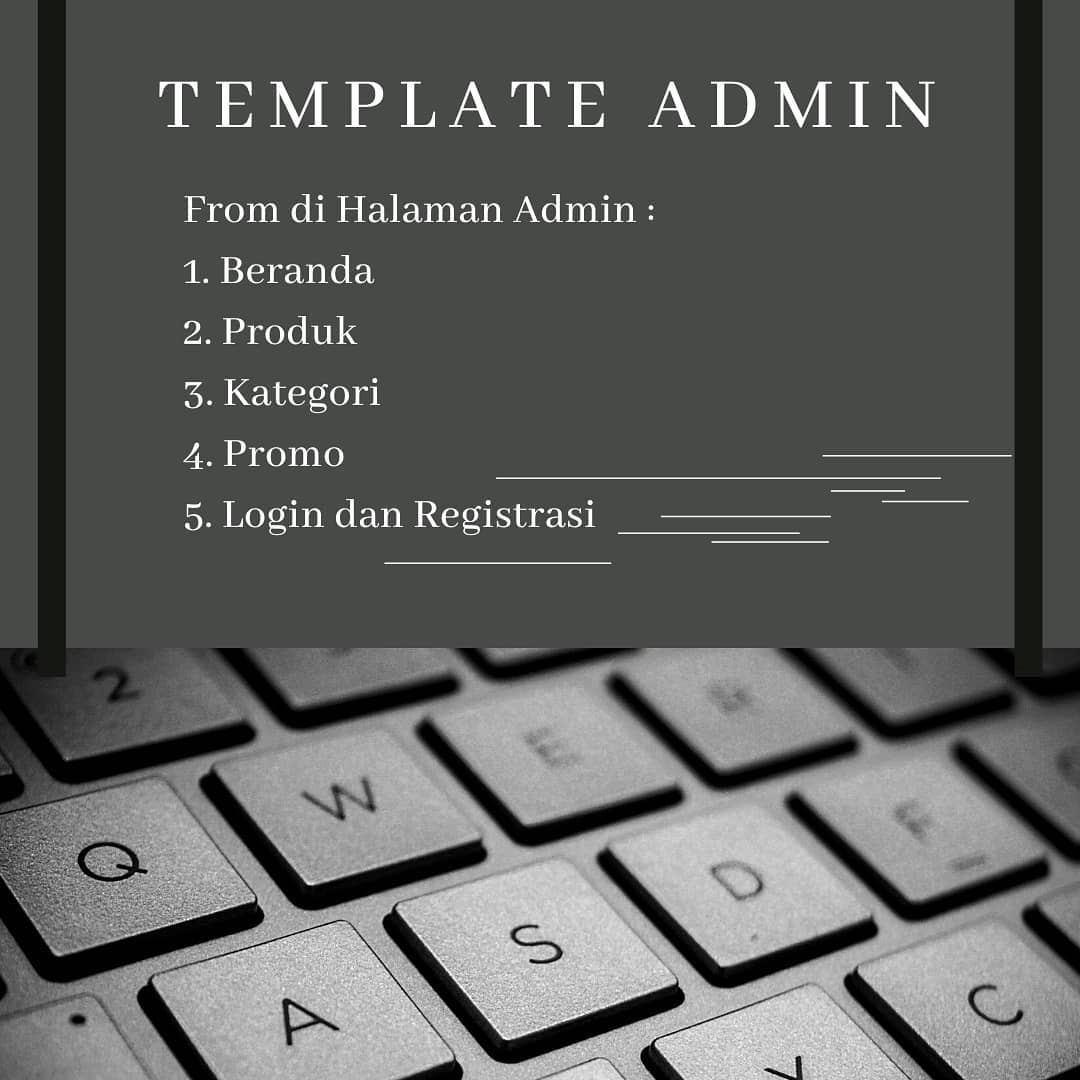 TEMPLATE ADMIN
From di Halaman Admin :
1. Beranda
2. Produk
3. Kategori
4. Promo
5. Login dan Registrasi
2
Q W E
A S D F
C